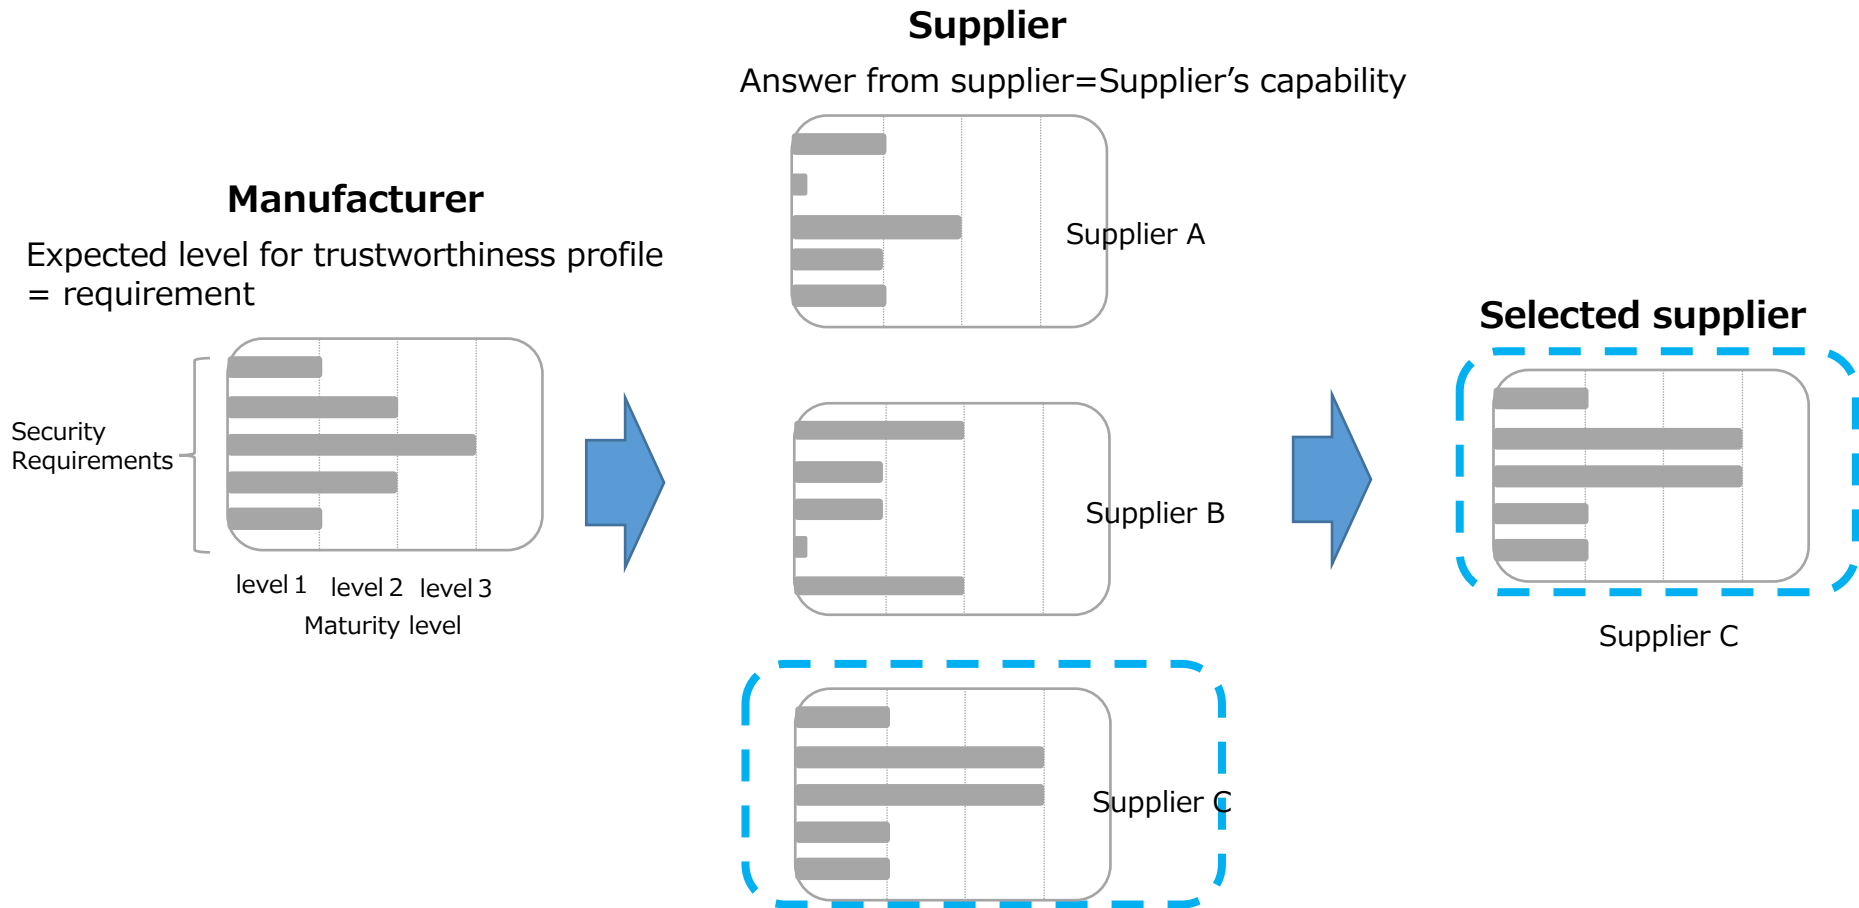 Supplier
Answer from supplier=Supplier’s capability
Manufacturer
Expected level for trustworthiness profile
= requirement
Security
Requirements
level 1 level 2 level 3
Maturity level
Supplier A
Supplier B
Supplier C
Selected supplier
Supplier C